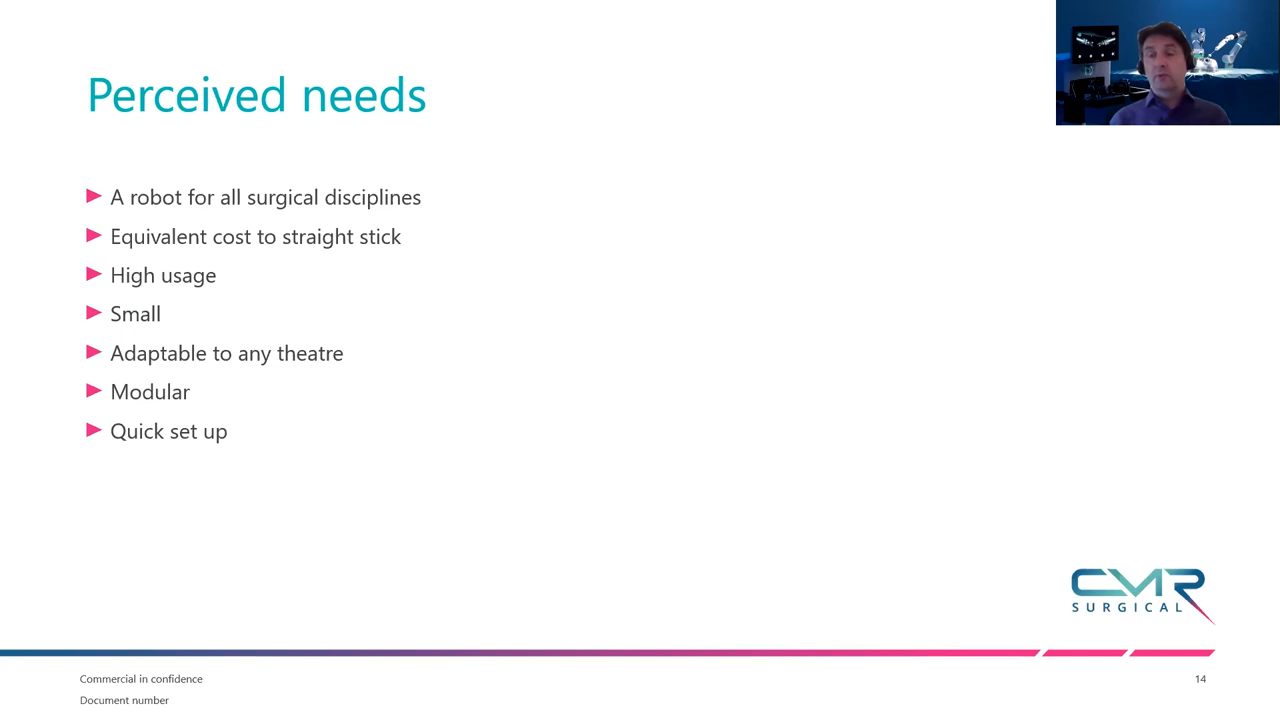 Perceived needs
A robot for all surgical disciplines
Equivalent cost to straight stick
High usage
Small
Adaptable to any theatre
Modular
Quick set up
CMR
SURGICAL
Commercial in confidence
14
Document number